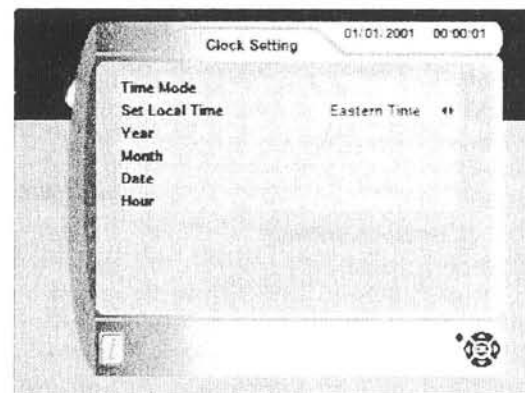 Clock Setting 01/01/2001 00:00:01
Time Mode
Set Local Time Eastern Time
Year
Month
Date
Hour